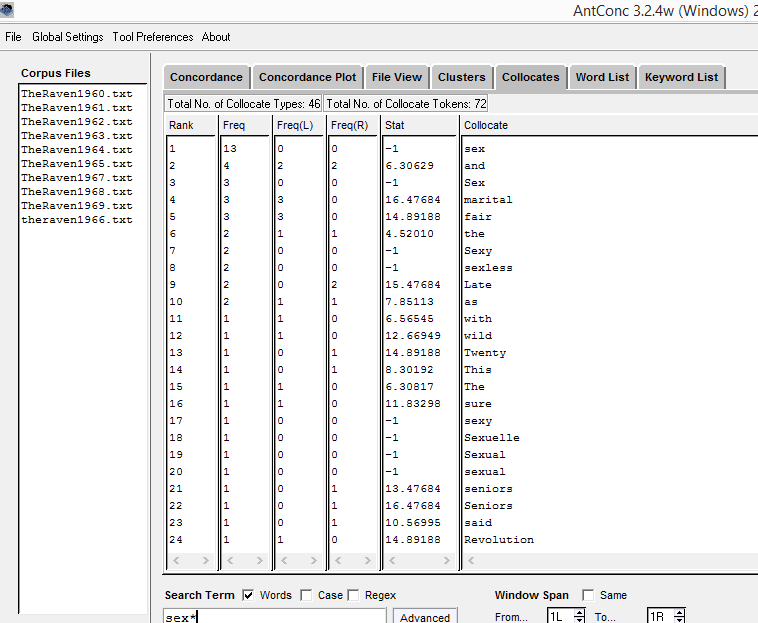 AntConc 3.2.4w (Windows) 2
File Global Settings Tool Preferences About
Corpus Files
TheRaven1960.txt
TheRaven1961.txt
TheRaven1962.txt
TheRaven1963.txt
TheRaven1964.txt
TheRaven1965.txt
TheRaven1967.txt
TheRaven1968.txt
TheRaven1969.txt
theraven1966.txt
Concordance Concordance Plot File View Clusters Collocates Word List Keyword List
Total No. of Collocate Types: 46 Total No. of Collocate Tokens: 72
Rank Freq Freq(L) Freq(R) Stat Collocate
1 13 0 0 -1 sex
2 4 2 2 6.30629 and
3 3 0 0 -1 Sex
4 3 3 0 16.47684 marital
5 3 3 0 14.89188 fair
6 2 1 1 4.52010 the
7 2 0 0 -1 Sexy
8 2 0 0 -1 sexless
9 2 0 2 15.47684 Late
10 2 1 1 7.85113 as
11 1 1 0 6.56545 with
12 1 1 0 12.66949 wild
13 1 0 1 14.89188 Twenty
14 1 0 1 8.30192 This
15 1 1 0 6.30817 The
16 1 1 0 11.83298 sure
17 1 0 0 -1 sexy
18 1 0 0 -1 Sexuelle
19 1 0 0 -1 Sexual
20 1 0 0 -1 sexual
21 1 0 1 13.47684 seniors
22 1 0 1 16.47684 Seniors
23 1 0 1 10.56995 said
24 1 1 0 14.89188 Revolution
Search Term Words Case Regex Window Span Same
sex* Advanced From... 1L To... 1R